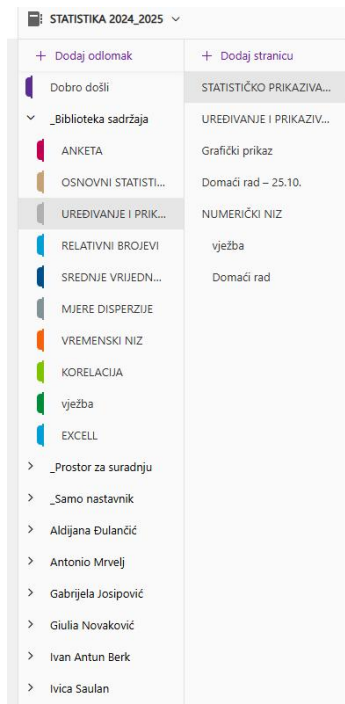 STATISTIKA 2024_2025
+ Dodaj odlomak
Dobro došli
_Biblioteka sadržaja
ANKETA
OSNOVNI STATISTI...
UREĐIVANJE I PRIK...
RELATIVNI BROJEVI
SREDNJE VRIJEDN...
MJERE DISPERZIJE
VREMENSKI NIZ
KORELACIJA
vježba
EXCELL
_Prostor za suradnju
_Samo nastavnik
Aldijana Đulančić
Antonio Mrvelj
Gabrijela Josipović
Giulia Novaković
Ivan Antun Berk
Ivica Saulan
+ Dodaj stranicu
STATISTIČKO PRIKAZIVA...
UREĐIVANJE I PRIKAZIV...
Grafički prikaz
Domaći rad – 25.10.
NUMERIČKI NIZ
vježba
Domaći rad